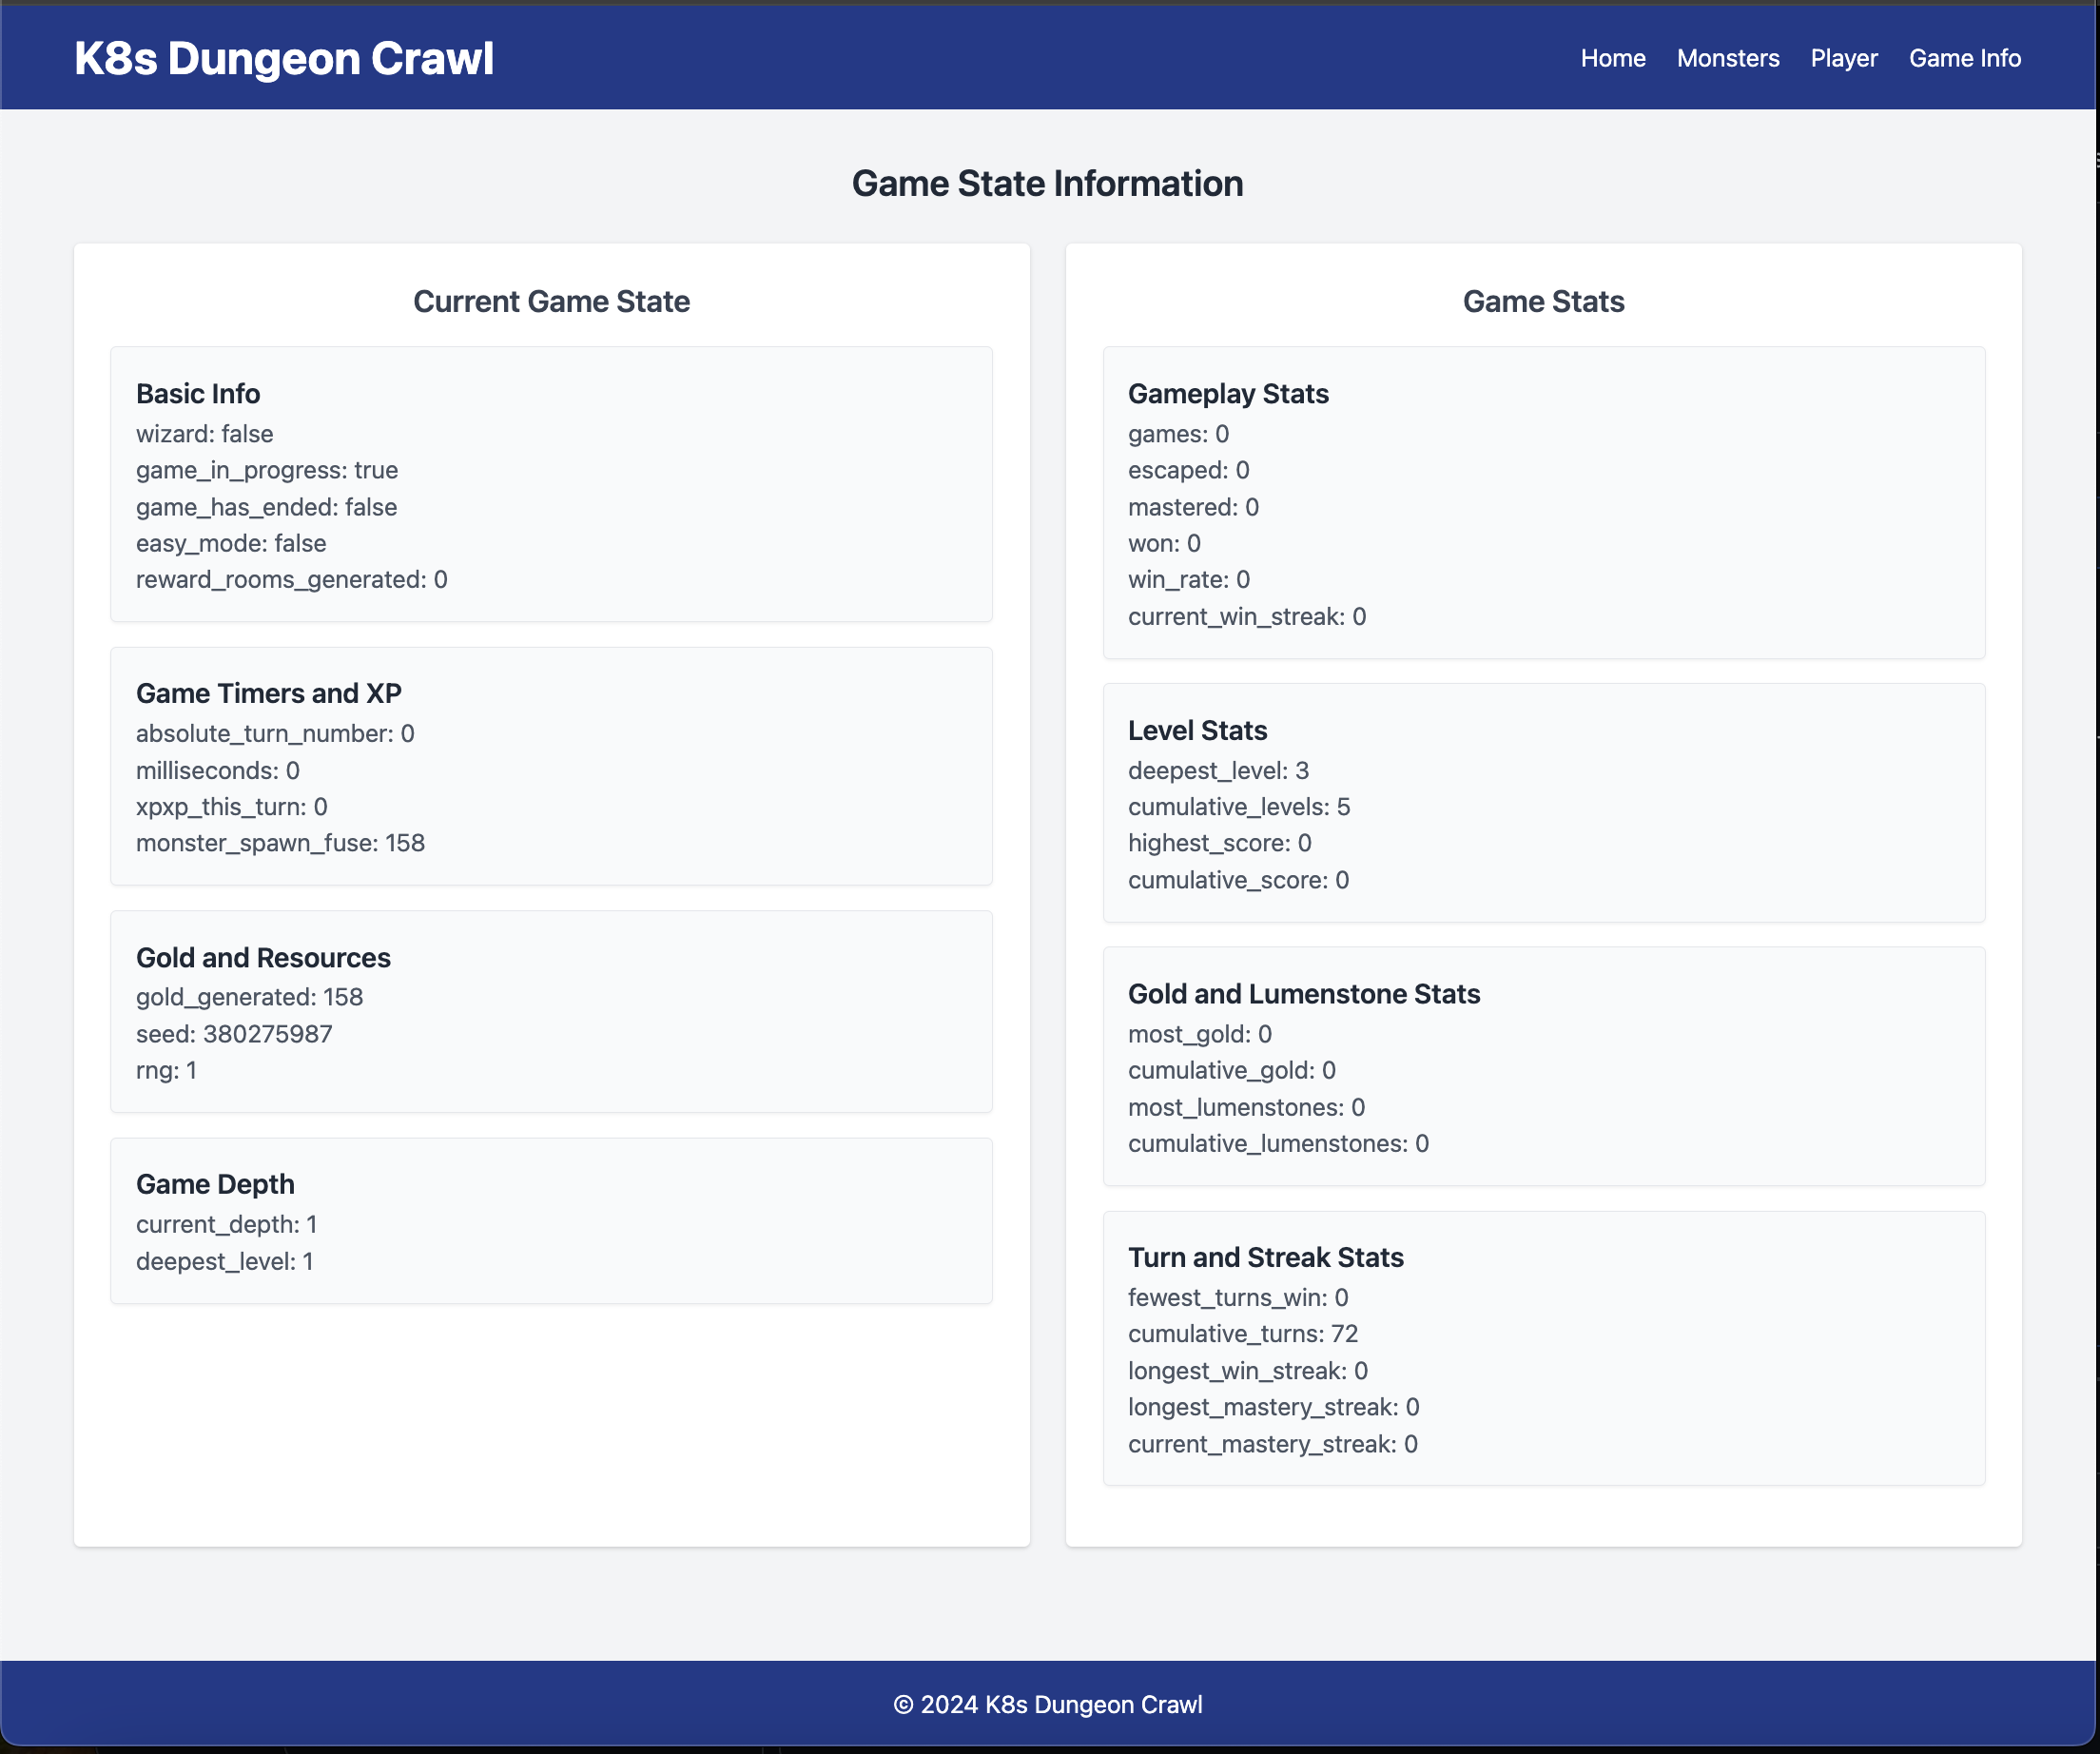 K8s Dungeon Crawl
Home Monsters Player Game Info
Game State Information
Current Game State
Basic Info
wizard: false
game_in_progress: true
game_has_ended: false
easy_mode: false
reward_rooms_generated: 0
Game Timers and XP
absolute_turn_number: 0
milliseconds: 0
xpxp_this_turn: 0
monster_spawn_fuse: 158
Gold and Resources
gold_generated: 158
seed: 380275987
rng: 1
Game Depth
current_depth: 1
deepest_level: 1
Game Stats
Gameplay Stats
games: 0
escaped: 0
mastered: 0
won: 0
win_rate: 0
current_win_streak: 0
Level Stats
deepest_level: 3
cumulative_levels: 5
highest_score: 0
cumulative_score: 0
Gold and Lumenstone Stats
most_gold: 0
cumulative_gold: 0
most_lumenstones: 0
cumulative_lumenstones: 0
Turn and Streak Stats
fewest_turns_win: 0
cumulative_turns: 72
longest_win_streak: 0
longest_mastery_streak: 0
current_mastery_streak: 0
© 2024 K8s Dungeon Crawl